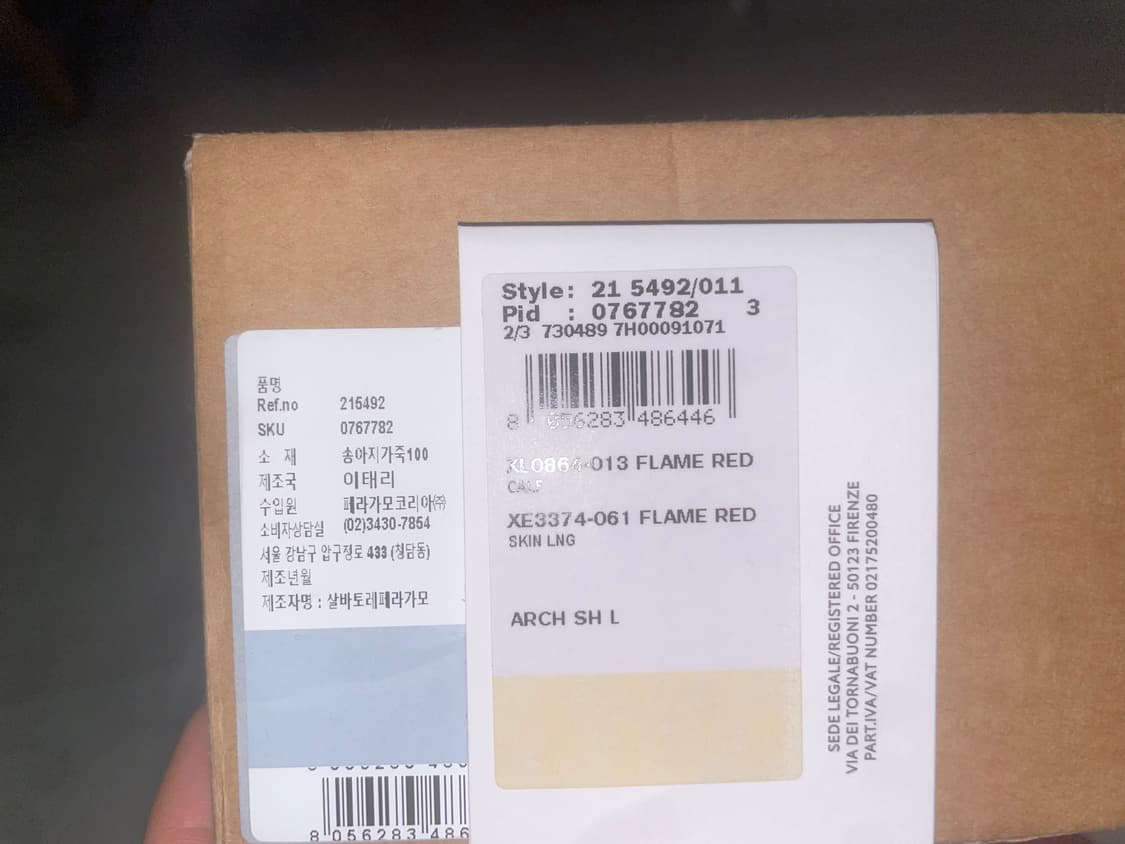 품명
Ref.no 215492
SKU 0767782
소 재 송아지가죽100
제조국 이태리
수입원 페라가모코리아㈜
소비자상담실 (02)3430-7854
서울 강남구 압구정로 433 (청담동)
제조년월
제조자명 : 살바토레페라가모
8 056283 486
Style: 21 5492/011
Pid : 0767782 3
2/3 730489 7H00091071
8 056283 486446
XL0864-013 FLAME RED
CALF
XE3374-061 FLAME RED
SKIN LNG
ARCH SH L
SEDE LEGALE/REGISTERED OFFICE
VIA DEI TORNABUONI 2 - 50123 FIRENZE
PART.IVA/VAT NUMBER 02175200480